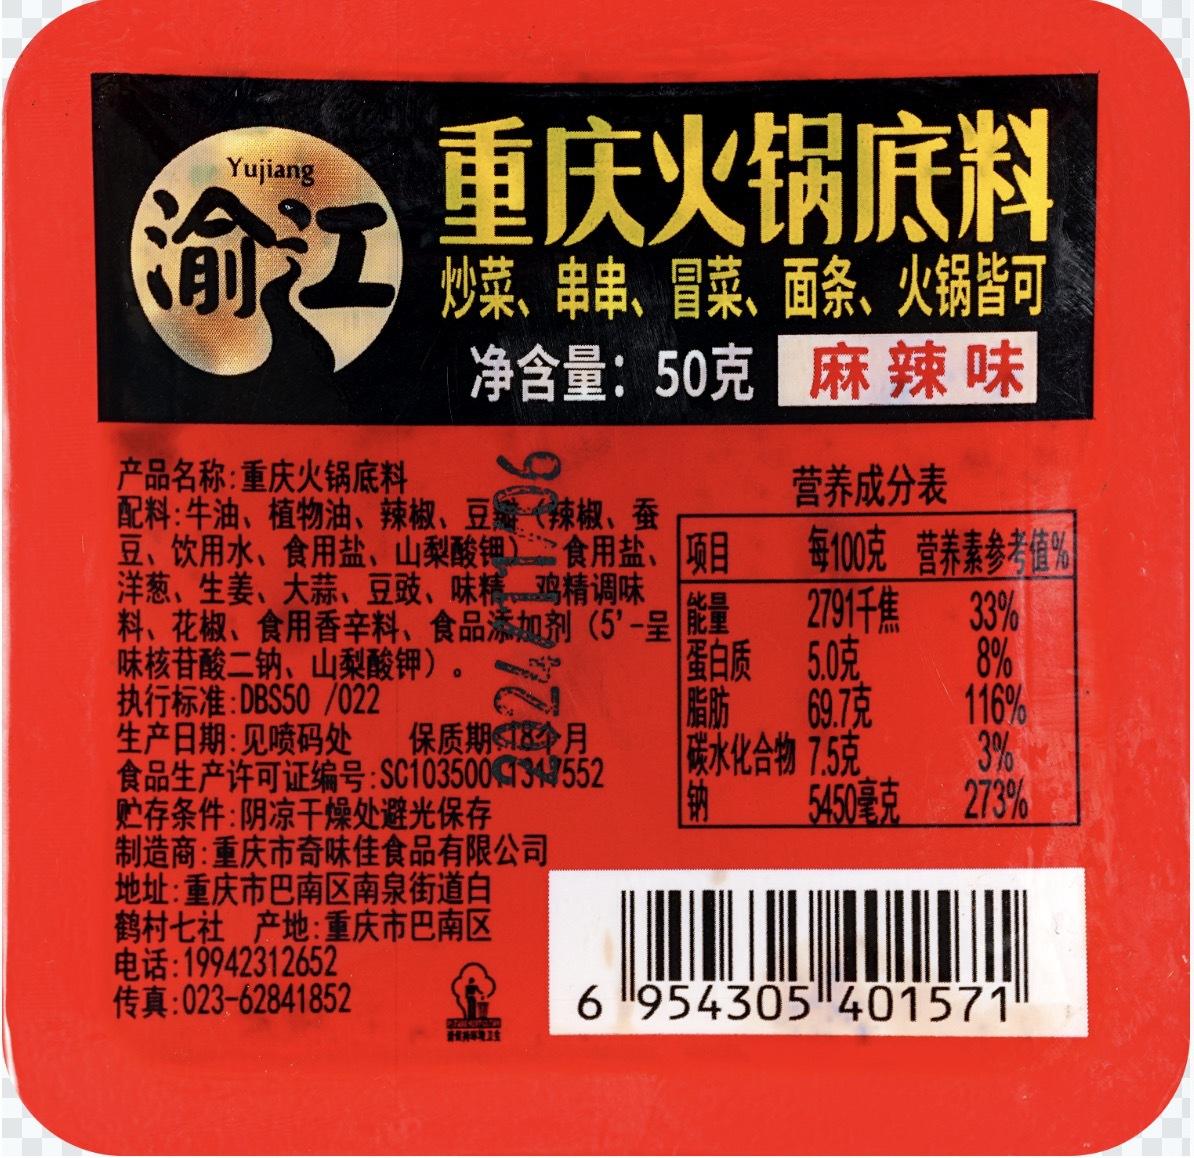 Yujiang
渝江
重庆火锅底料
炒菜、串串、冒菜、面条、火锅皆可
净含量：50克 麻辣味
产品名称：重庆火锅底料
配料：牛油、植物油、辣椒、豆瓣（辣椒、蚕
豆、饮用水、食用盐、山梨酸钾）、食用盐、
洋葱、生姜、大蒜、豆豉、味精、鸡精调味
料、花椒、食用香辛料、食品添加剂（5'-呈
味核苷酸二钠、山梨酸钾）。
执行标准：DBS50 /022
生产日期：见喷码处 保质期：18个月
食品生产许可证编号：
贮存条件：阴凉干燥处避光保存
制造商：重庆市奇味佳食品有限公司
地址：重庆市巴南区南泉街道白
鹤村七社 产地：重庆市巴南区
电话：19942312652
传真：023-62841852
2024/11/06
营养成分表
项目 每100克 营养素参考值%
能量 2791千焦 33%
蛋白质 5.0克 8%
脂肪 69.7克 116%
碳水化合物 7.5克 3%
钠 5450毫克 273%
6 954305 401571